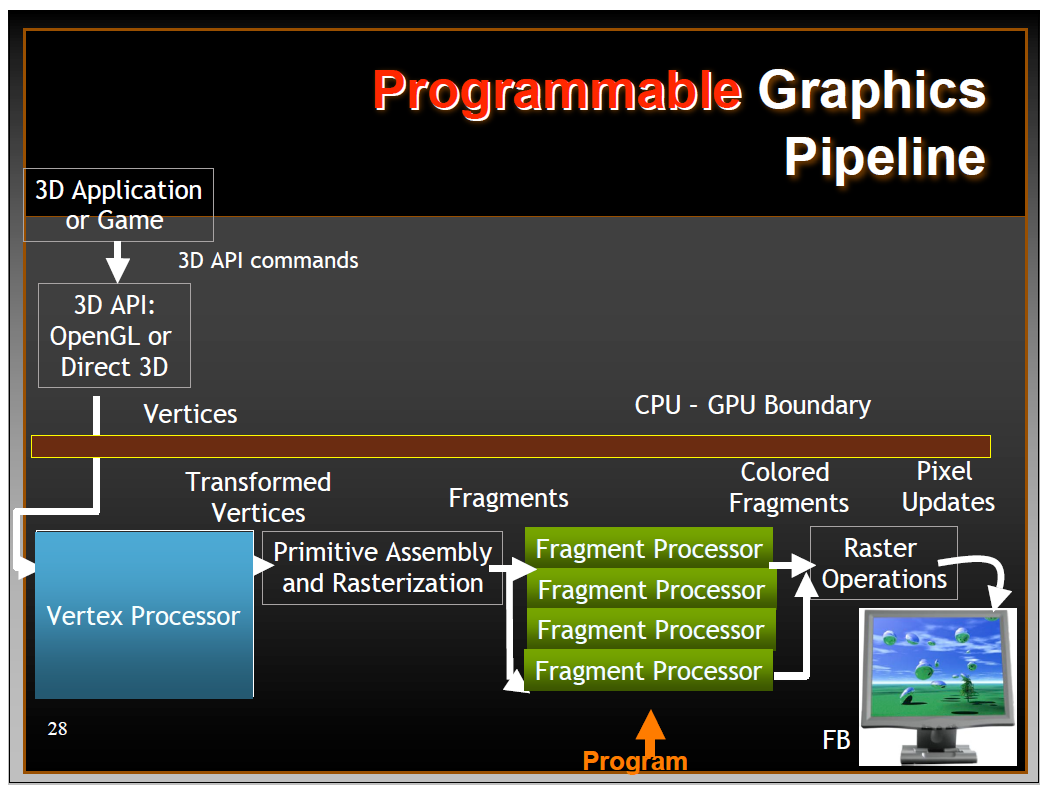 Programmable Graphics
Pipeline
3D Application
or Game
3D API commands
3D API:
OpenGL or
Direct 3D
Vertices
CPU – GPU Boundary
Transformed
Vertices
Fragments
Colored
Fragments
Pixel
Updates
Vertex Processor
Primitive Assembly
and Rasterization
Fragment Processor
Fragment Processor
Fragment Processor
Fragment Processor
Raster
Operations
28
FB
Program